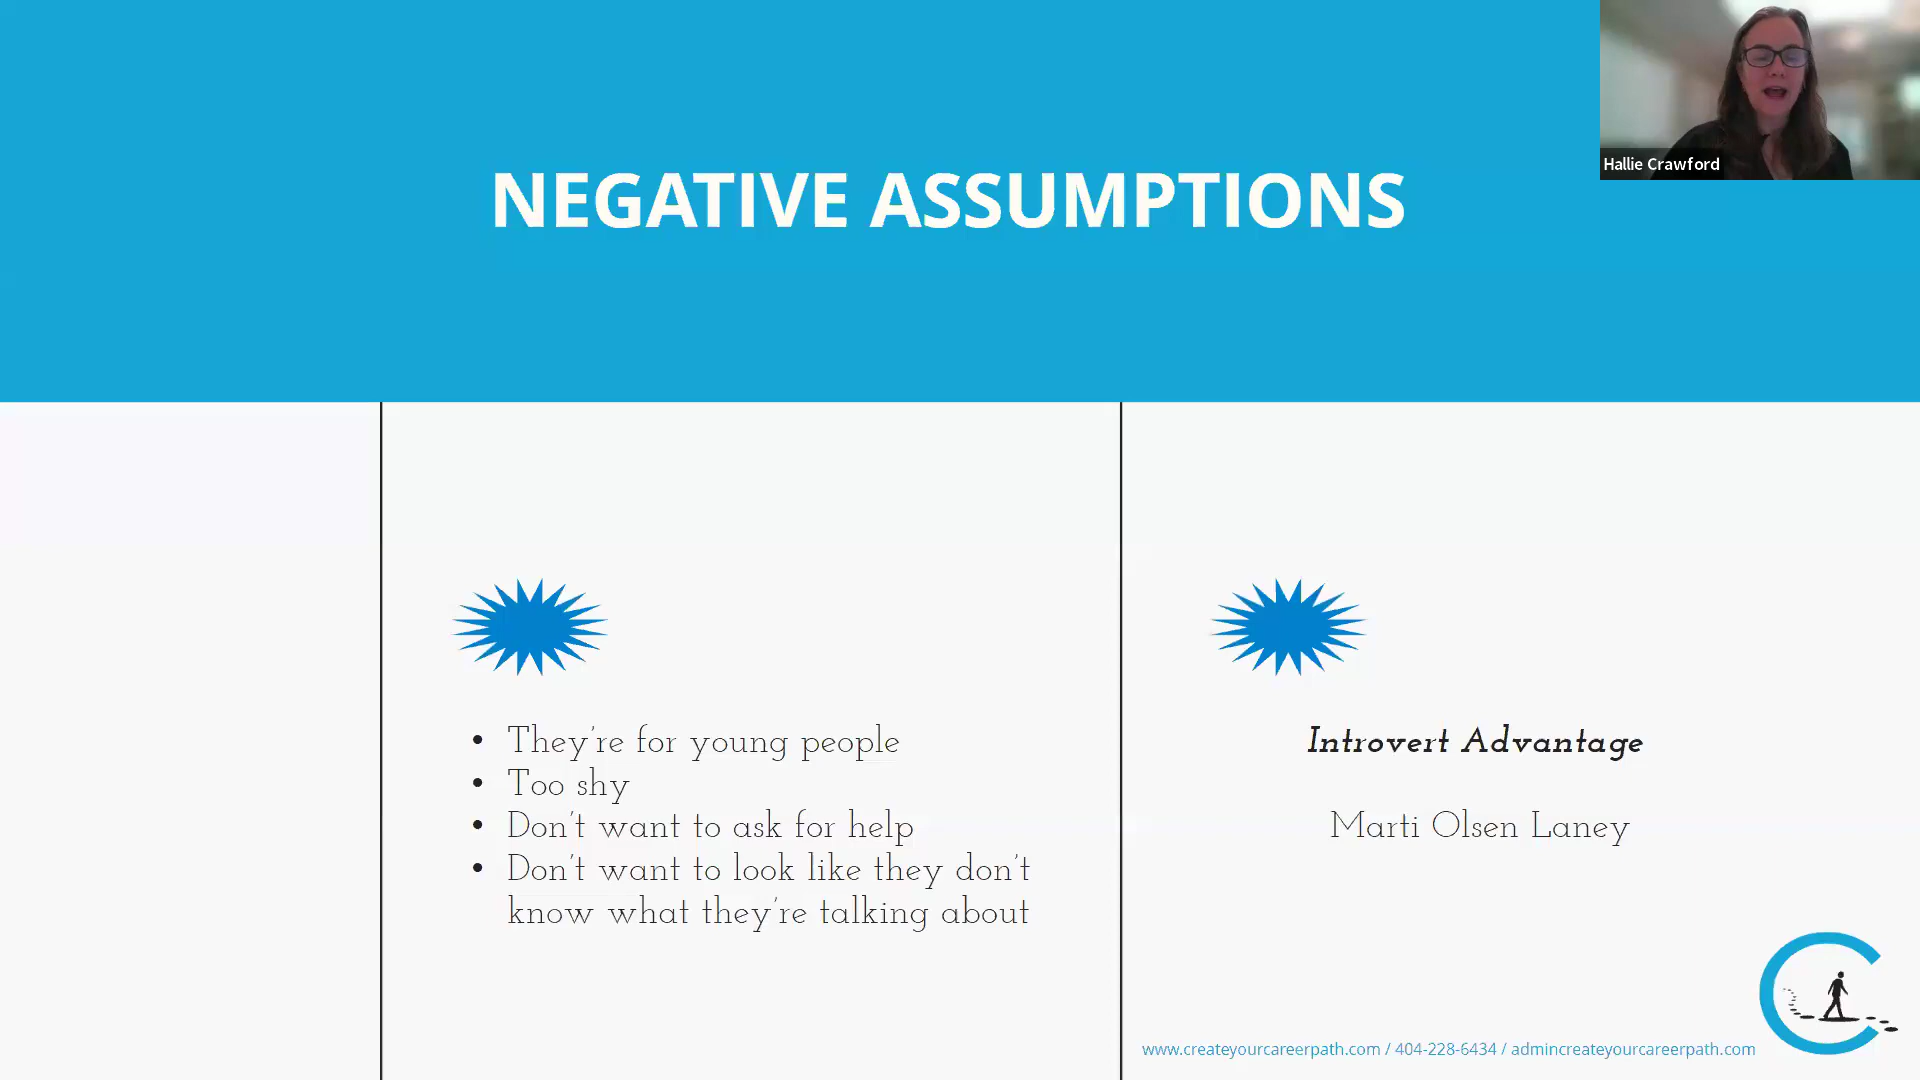 Hallie Crawford
NEGATIVE ASSUMPTIONS
• They're for young people
• Too shy
• Don't want to ask for help
• Don't want to look like they don't
know what they're talking about
Introvert Advantage
Marti Olsen Laney
www.createyourcareerpath.com / 404-228-6434 / admincreateyourcareerpath.com